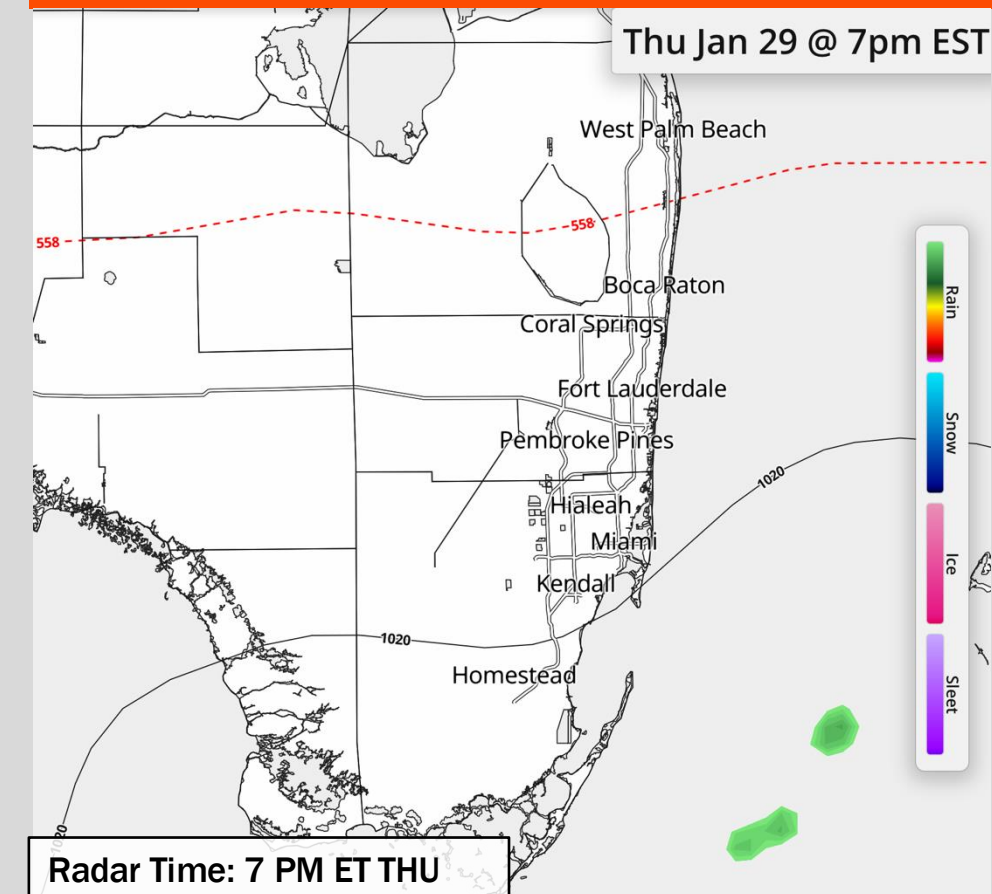 Thu Jan 29 @ 7pm EST
West Palm Beach
558
558
Boca Raton
Coral Springs
Rain
Fort Lauderdale
Snow
Pembroke Pines
1020
Hialeah
Miami
Ice
Kendall
1020
Homestead
Sleet
1020
Radar Time: 7 PM ET THU